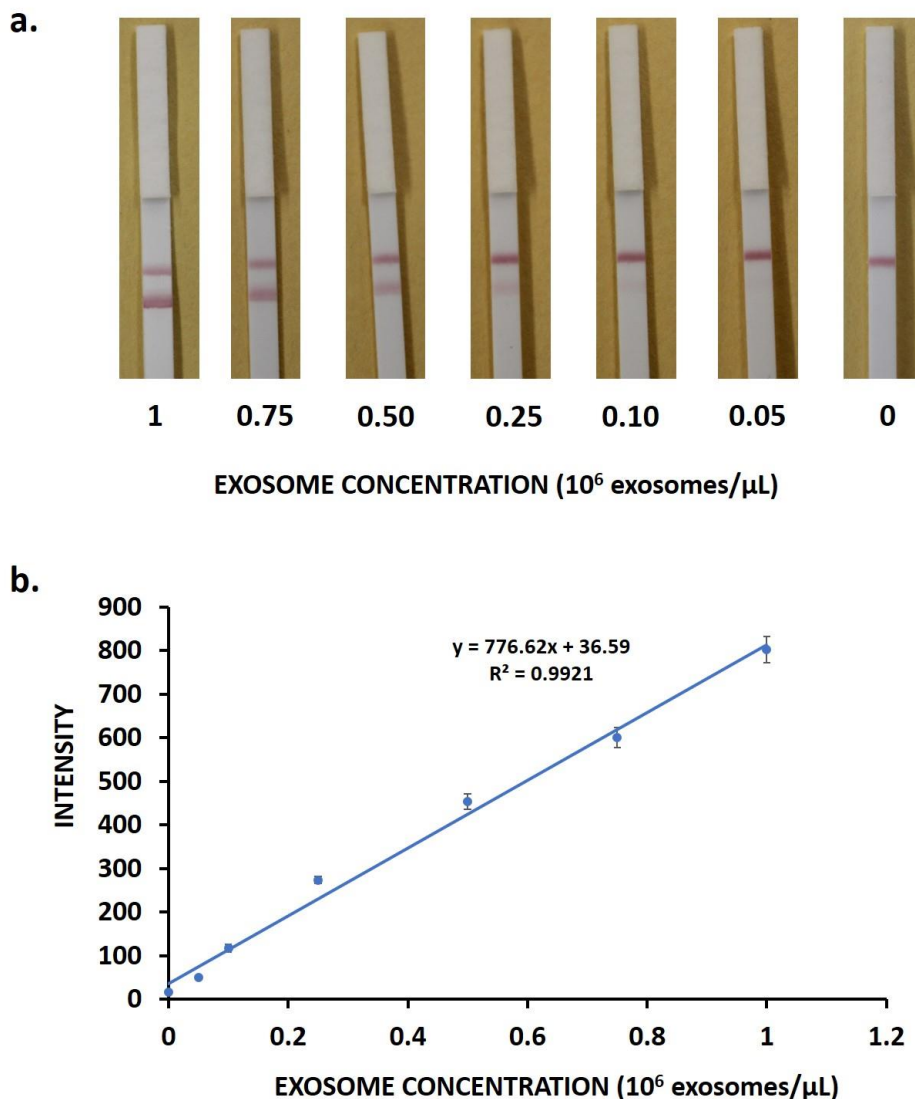 a.
1 0.75 0.50 0.25 0.10 0.05 0
EXOSOME CONCENTRATION (10⁶ exosomes/µL)
b.
900
800
700
600
500
400
300
200
100
0
INTENSITY
y = 776.62x + 36.59
R² = 0.9921
0 0.2 0.4 0.6 0.8 1 1.2
EXOSOME CONCENTRATION (10⁶ exosomes/µL)